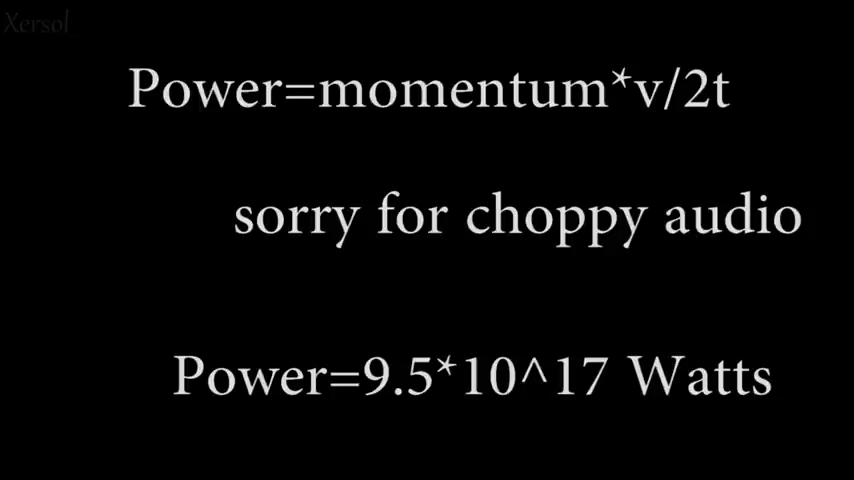 Xersol
Power=momentum*v/2t
sorry for choppy audio
Power=9.5*10^17 Watts